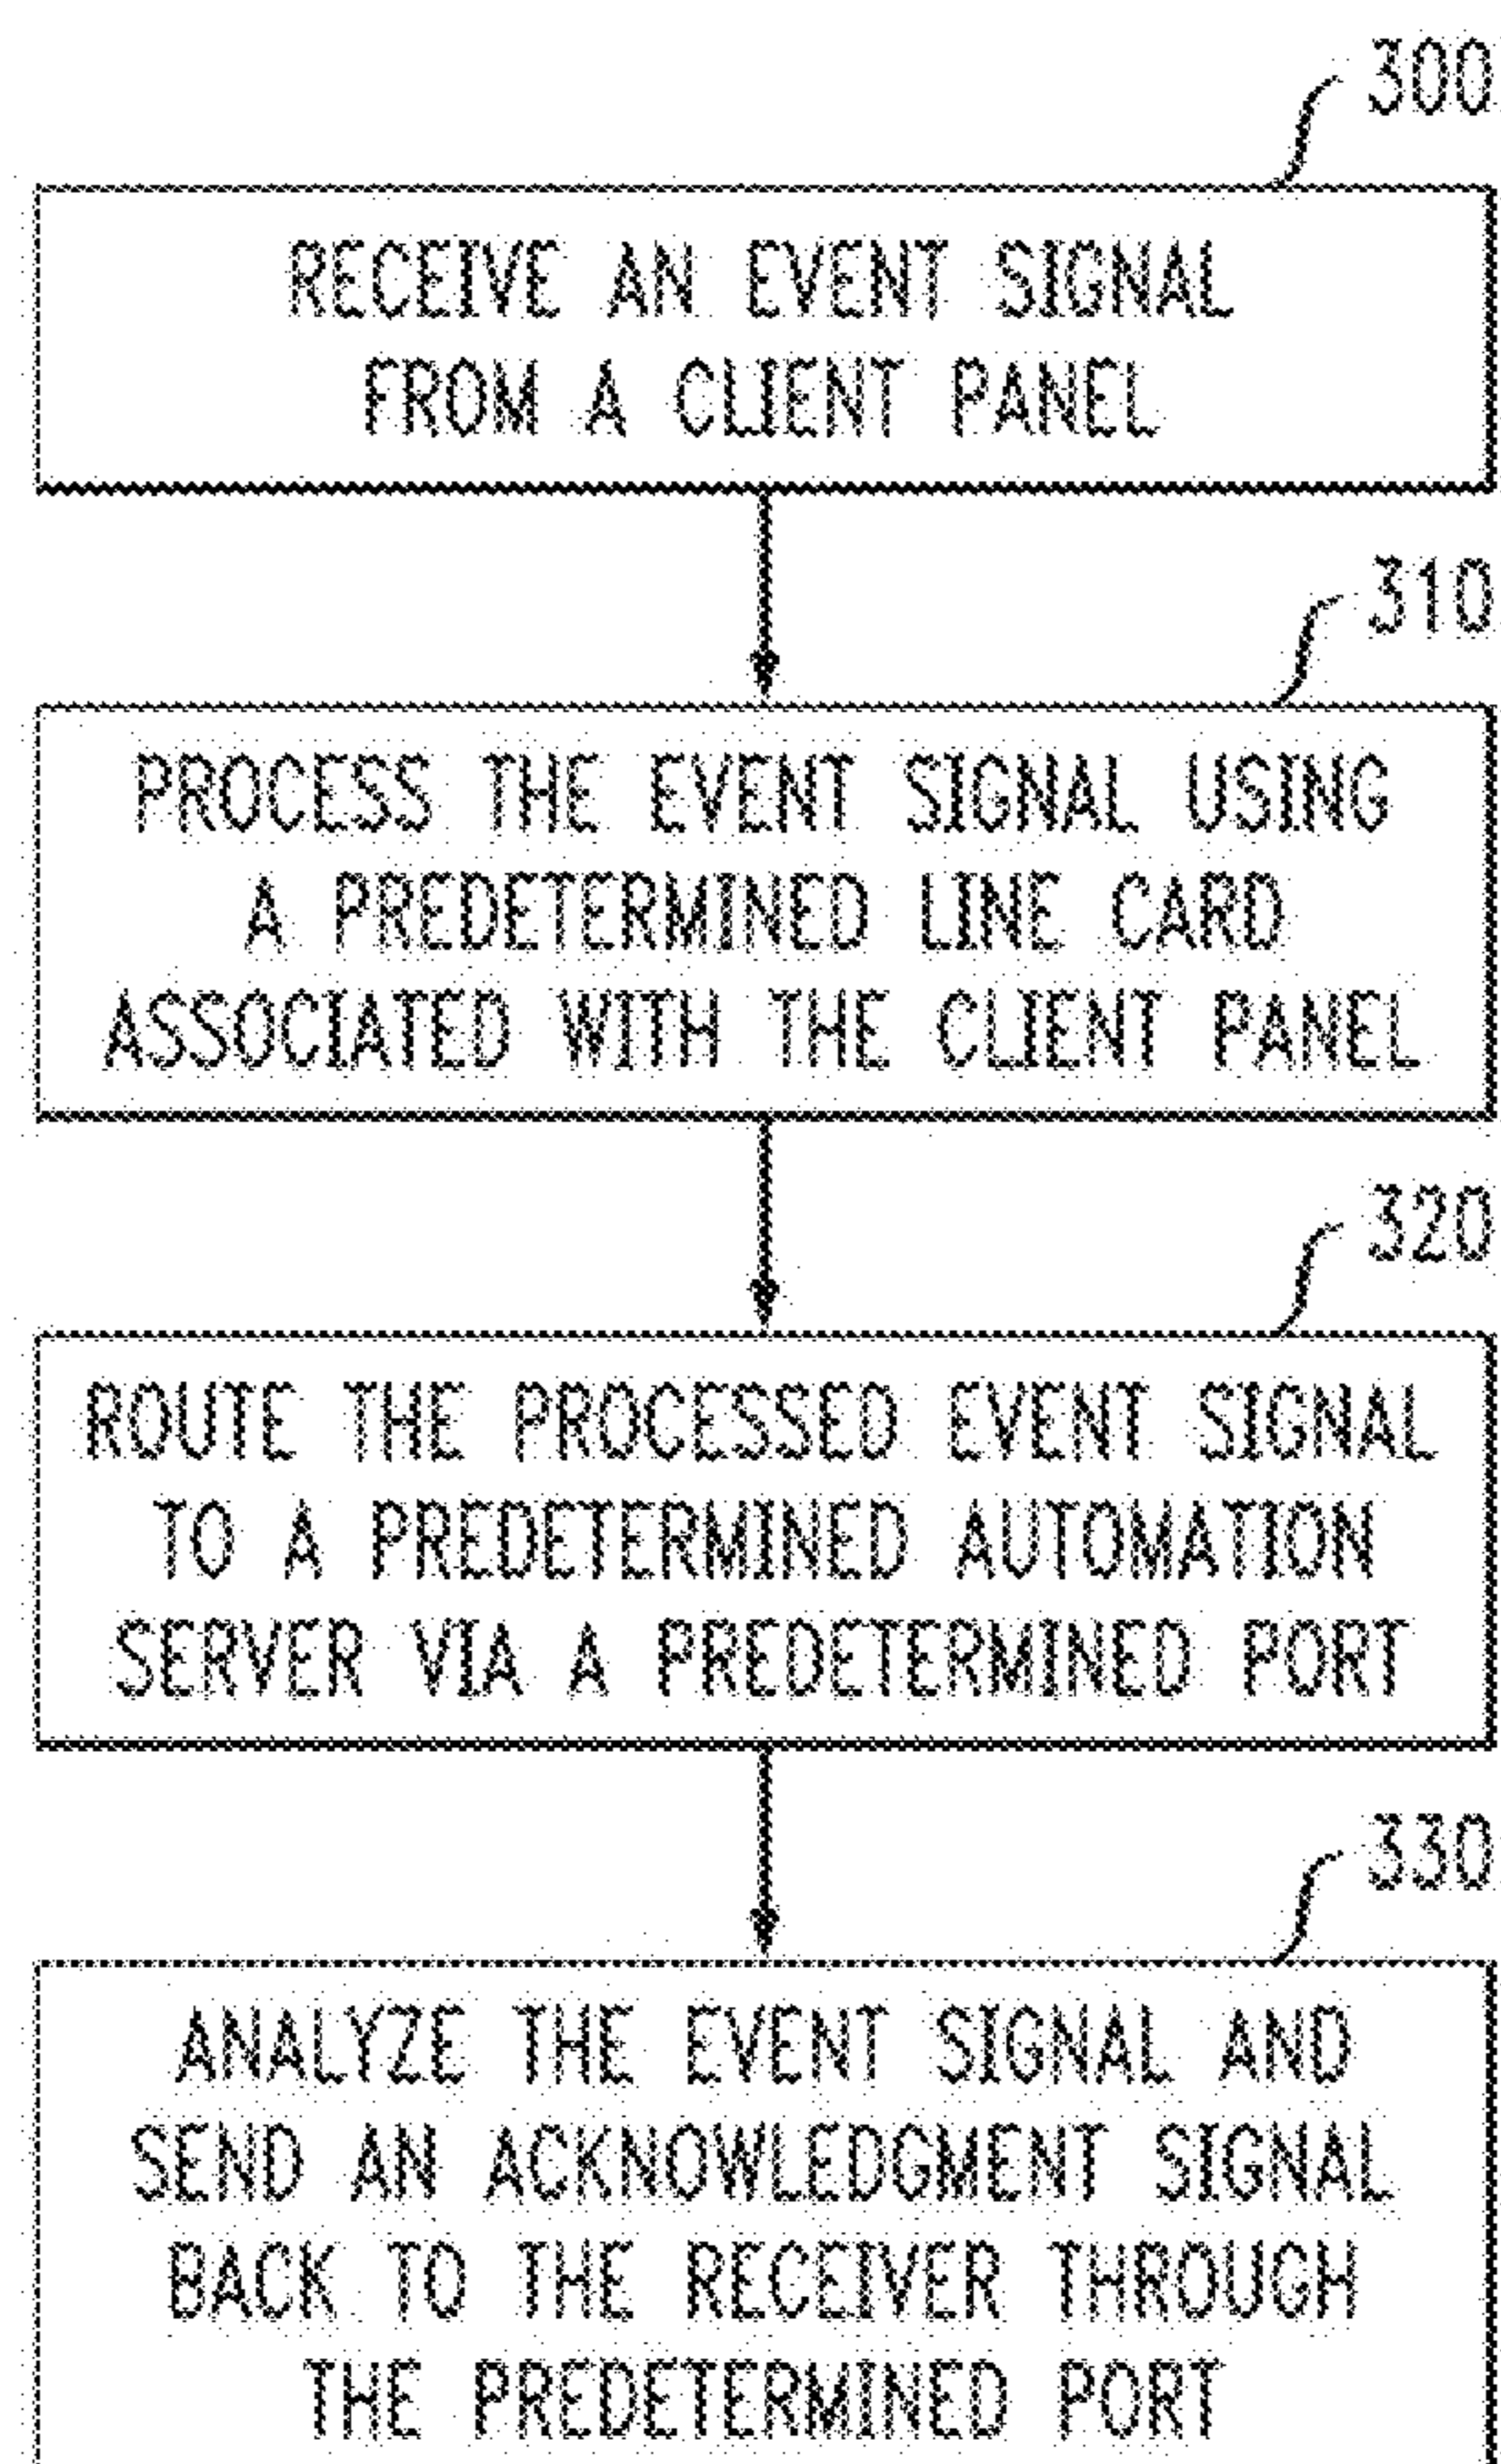 300
RECEIVE AN EVENT SIGNAL
FROM A CLIENT PANEL
310
PROCESS THE EVENT SIGNAL USING
A PREDETERMINED LINE CARD
ASSOCIATED WITH THE CLIENT PANEL
320
ROUTE THE PROCESSED EVENT SIGNAL
TO A PREDETERMINED AUTOMATION
SERVER VIA A PREDETERMINED PORT
330
ANALYZE THE EVENT SIGNAL AND
SEND AN ACKNOWLEDGMENT SIGNAL
BACK TO THE RECEIVER THROUGH
THE PREDETERMINED PORT